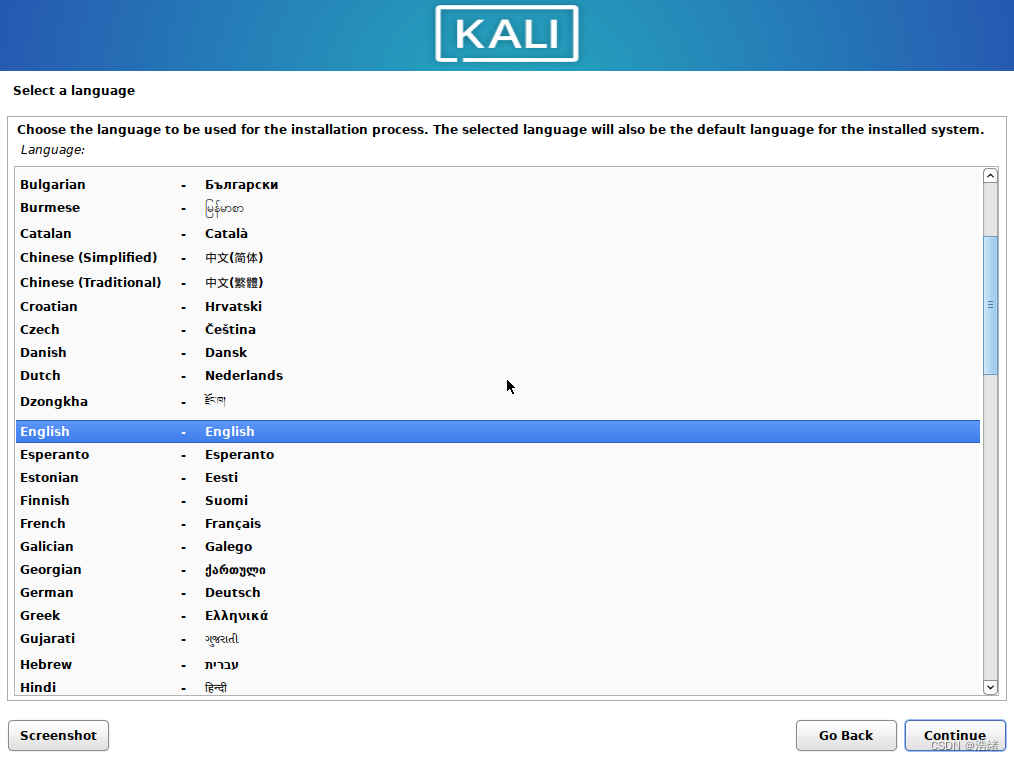 KALI
Select a language
Choose the language to be used for the installation process. The selected language will also be the default language for the installed system.
Language:
Bulgarian - Български
Burmese - မြန်မာစာ
Catalan - Català
Chinese (Simplified) - 中文(简体)
Chinese (Traditional) - 中文(繁體)
Croatian - Hrvatski
Czech - Čeština
Danish - Dansk
Dutch - Nederlands
Dzongkha - རྫོང་ཁ།
English - English
Esperanto - Esperanto
Estonian - Eesti
Finnish - Suomi
French - Français
Galician - Galego
Georgian - ქართული
German - Deutsch
Greek - Ελληνικά
Gujarati - ગુજરાતી
Hebrew - עברית
Hindi - हिन्दी
Screenshot Go Back Continue
CSDN @浩绪